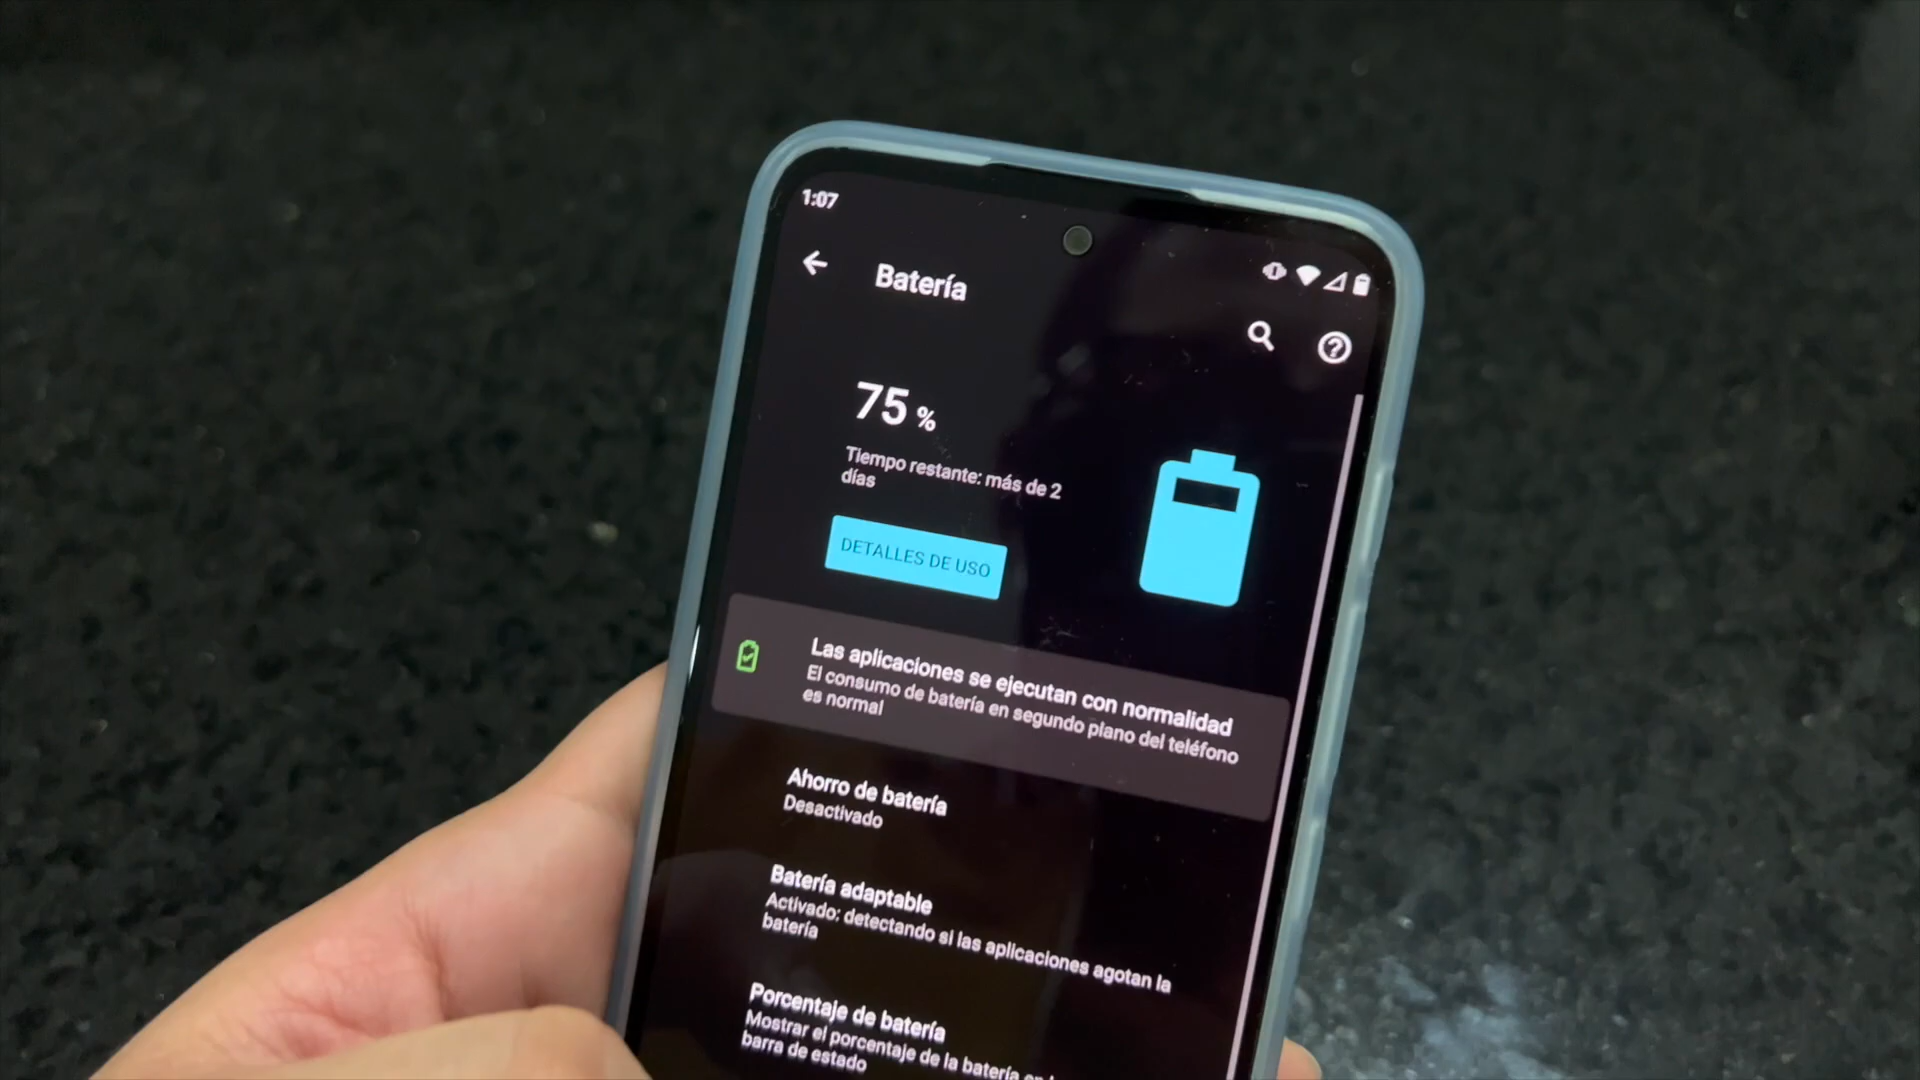 1:07
Batería
75 %
Tiempo restante: más de 2
días
DETALLES DE USO
Las aplicaciones se ejecutan con normalidad
El consumo de batería en segundo plano del teléfono
es normal
Ahorro de batería
Desactivado
Batería adaptable
Activado: detectando si las aplicaciones agotan la
batería
Porcentaje de batería
Mostrar el porcentaje de la batería en
barra de estado